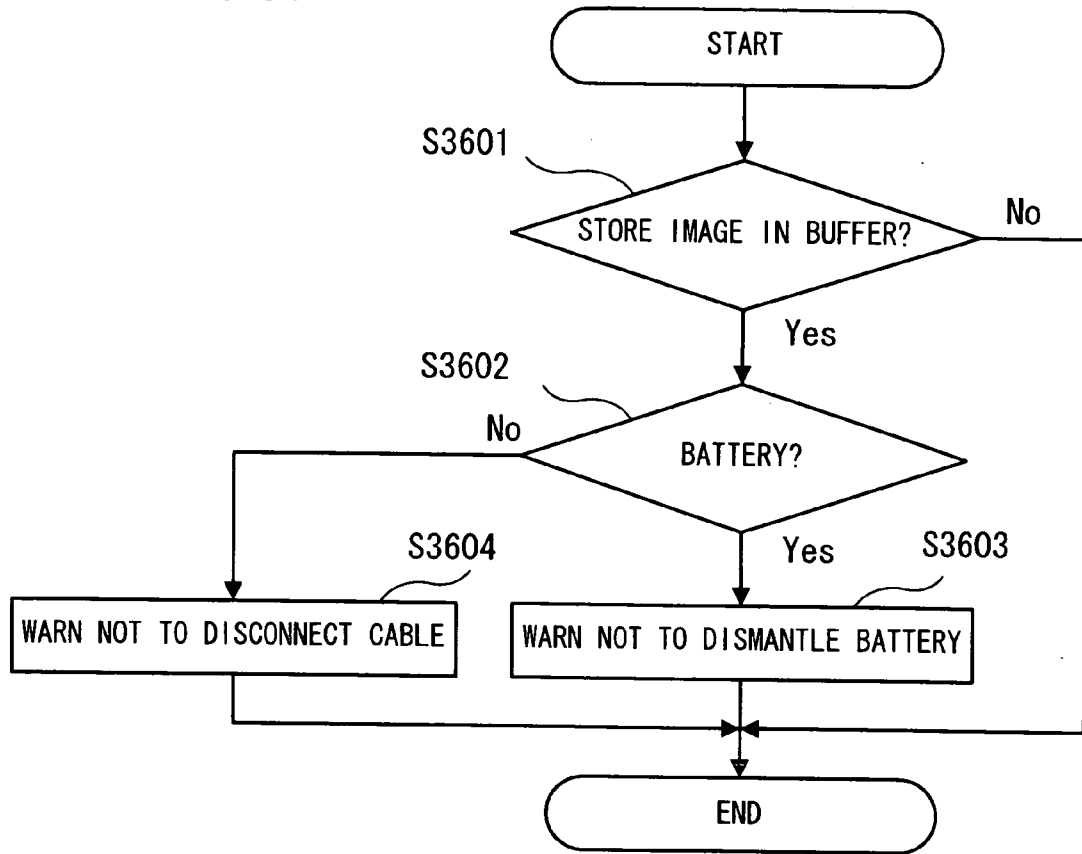 START
S3601
STORE IMAGE IN BUFFER?
No
Yes
S3602
No
BATTERY?
S3604
Yes
S3603
WARN NOT TO DISCONNECT CABLE
WARN NOT TO DISMANTLE BATTERY
END